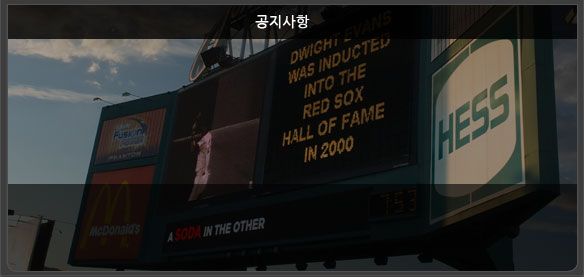 공지사항
DWIGHT EVANS
WAS INDUCTED
INTO THE
RED SOX
HALL OF FAME
IN 2000
HESS
Fusion
McDonald's
A SODA IN THE OTHER
7:53